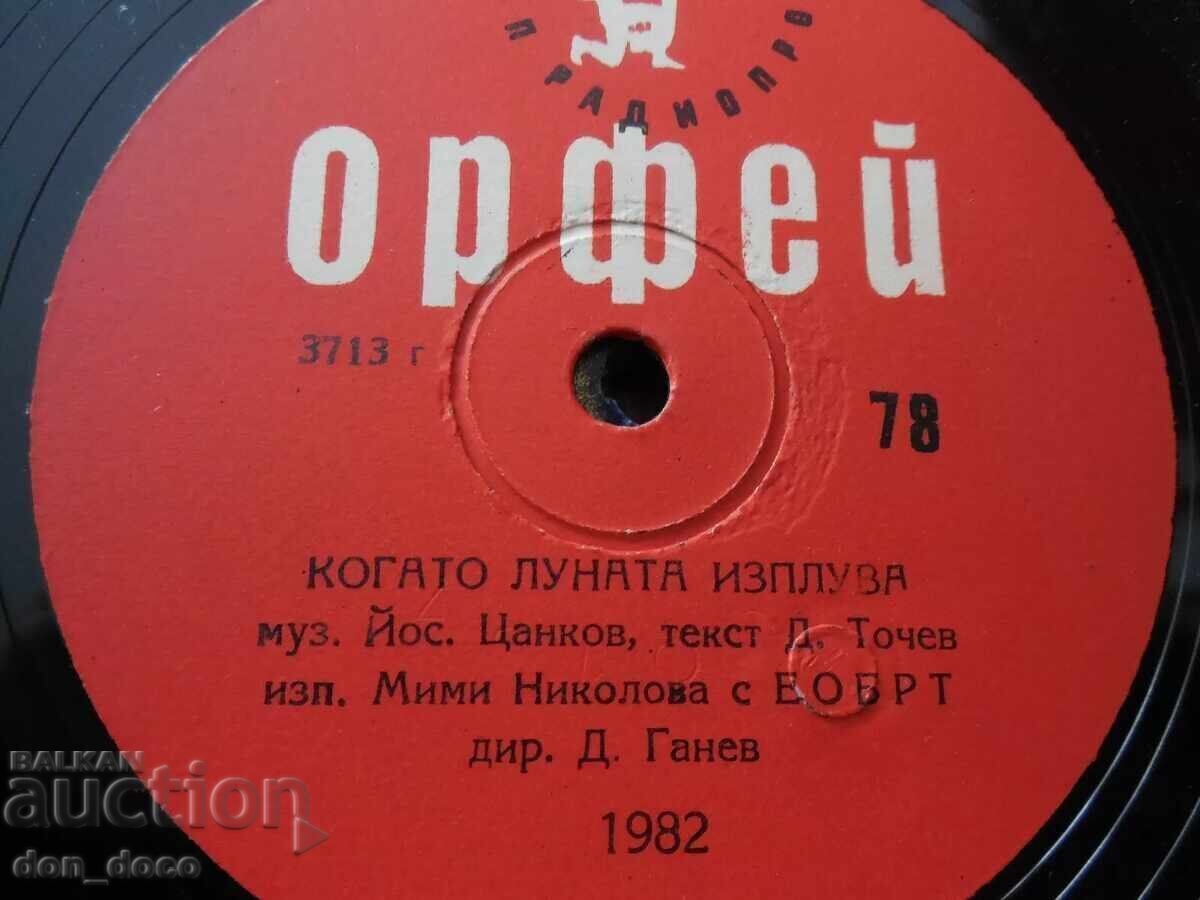 И РАДИОПРО
ОРФЕЙ
3713 г
78
КОГАТО ЛУНАТА ИЗПЛУВА
муз. Йос. Цанков, текст Д. Точев
изп. Мими Николова с ЕОБРТ
дир. Д. Ганев
1982
BALKAN
auction
don_doco